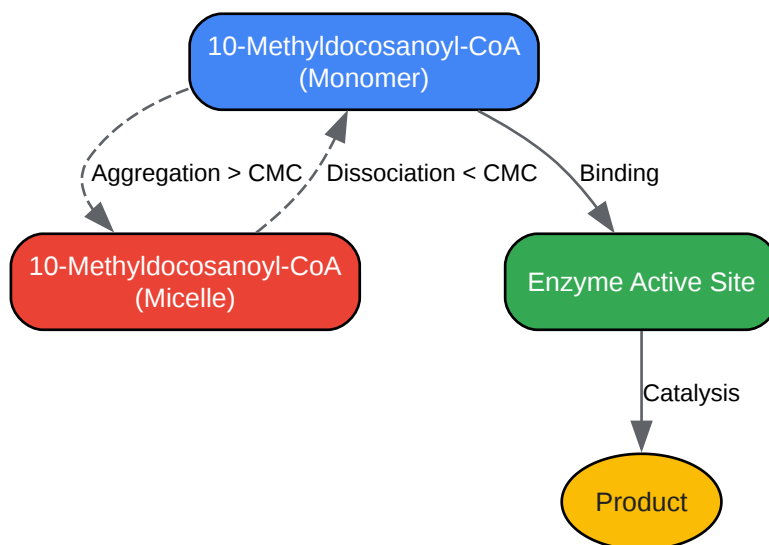 10-Methyldocosanoyl-CoA
(Monomer)
Aggregation > CMC
Dissociation < CMC
Binding
10-Methyldocosanoyl-CoA
(Micelle)
Enzyme Active Site
Catalysis
Product